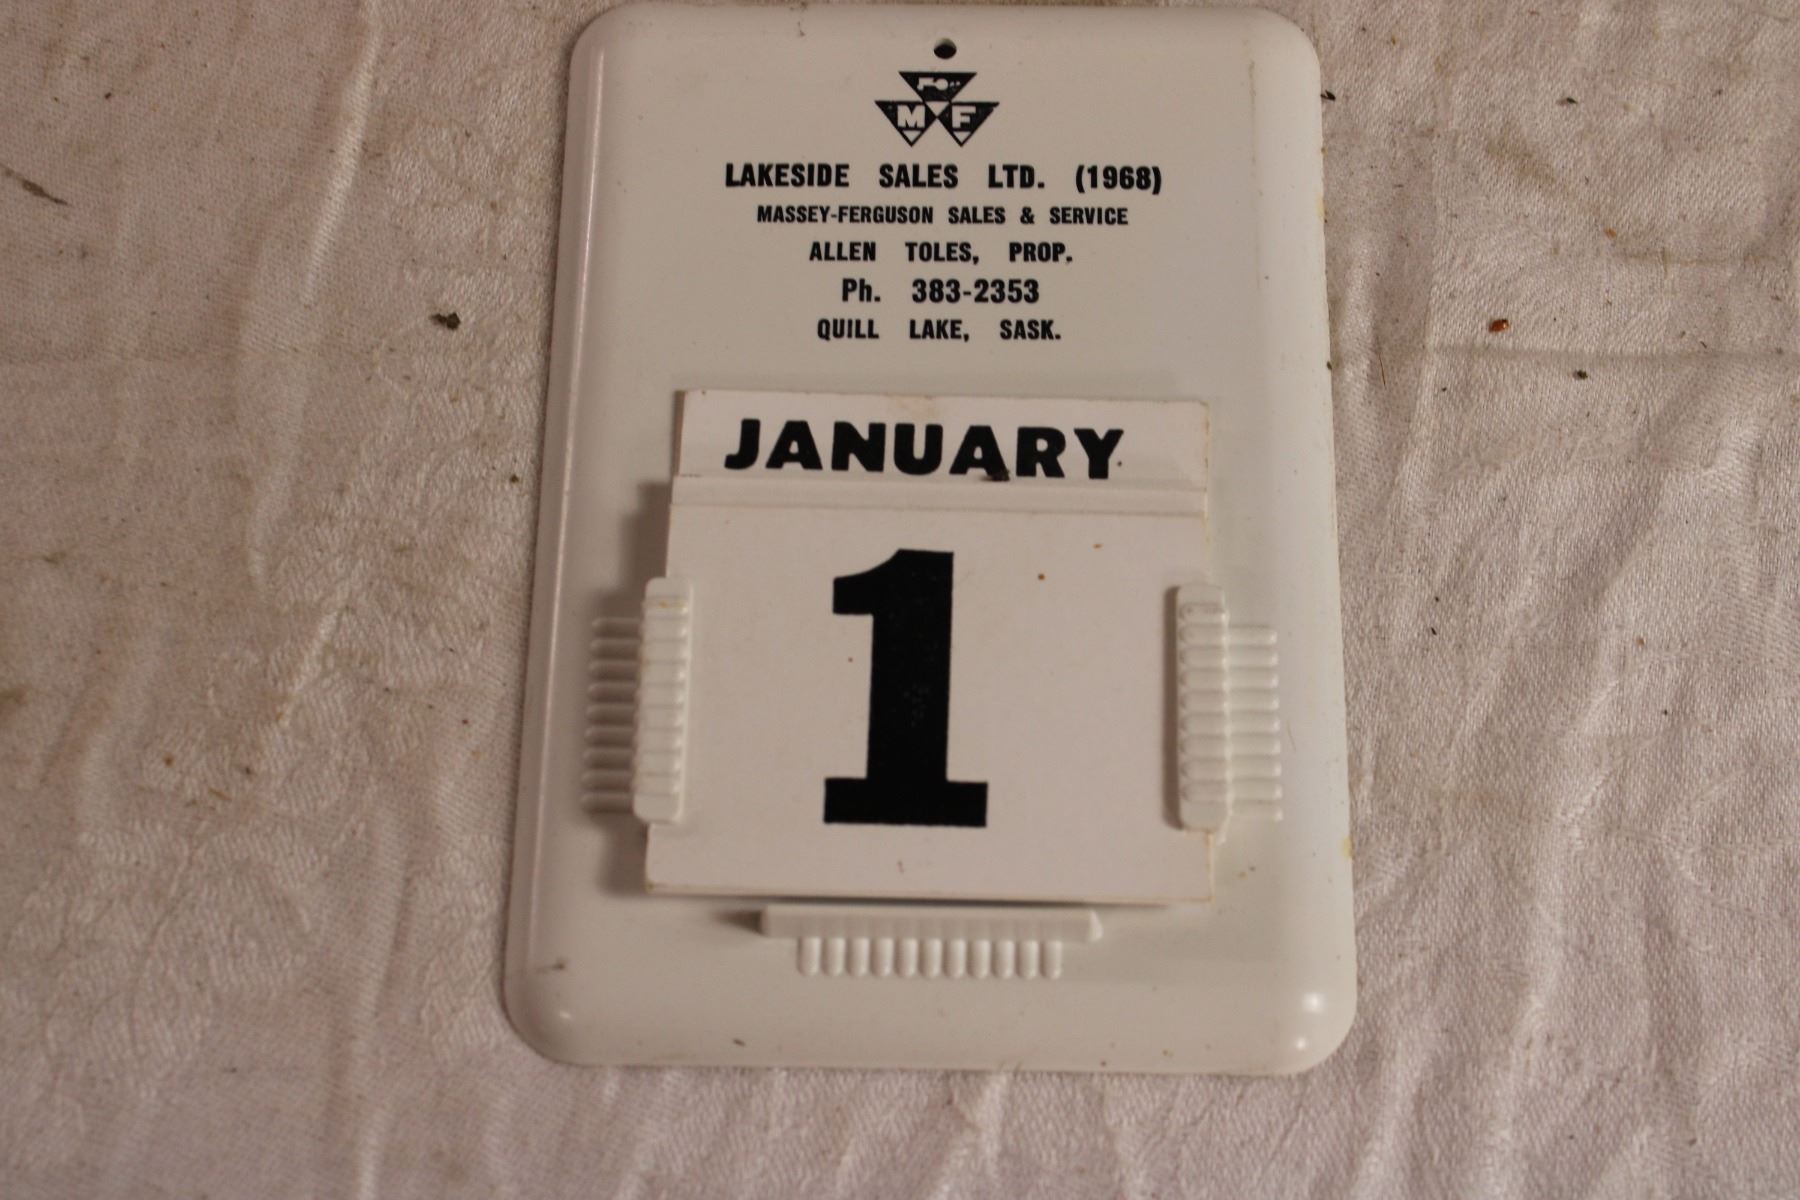 M F
LAKESIDE SALES LTD. (1968)
MASSEY-FERGUSON SALES & SERVICE
ALLEN TOLES, PROP.
Ph. 383-2353
QUILL LAKE, SASK.
JANUARY
1